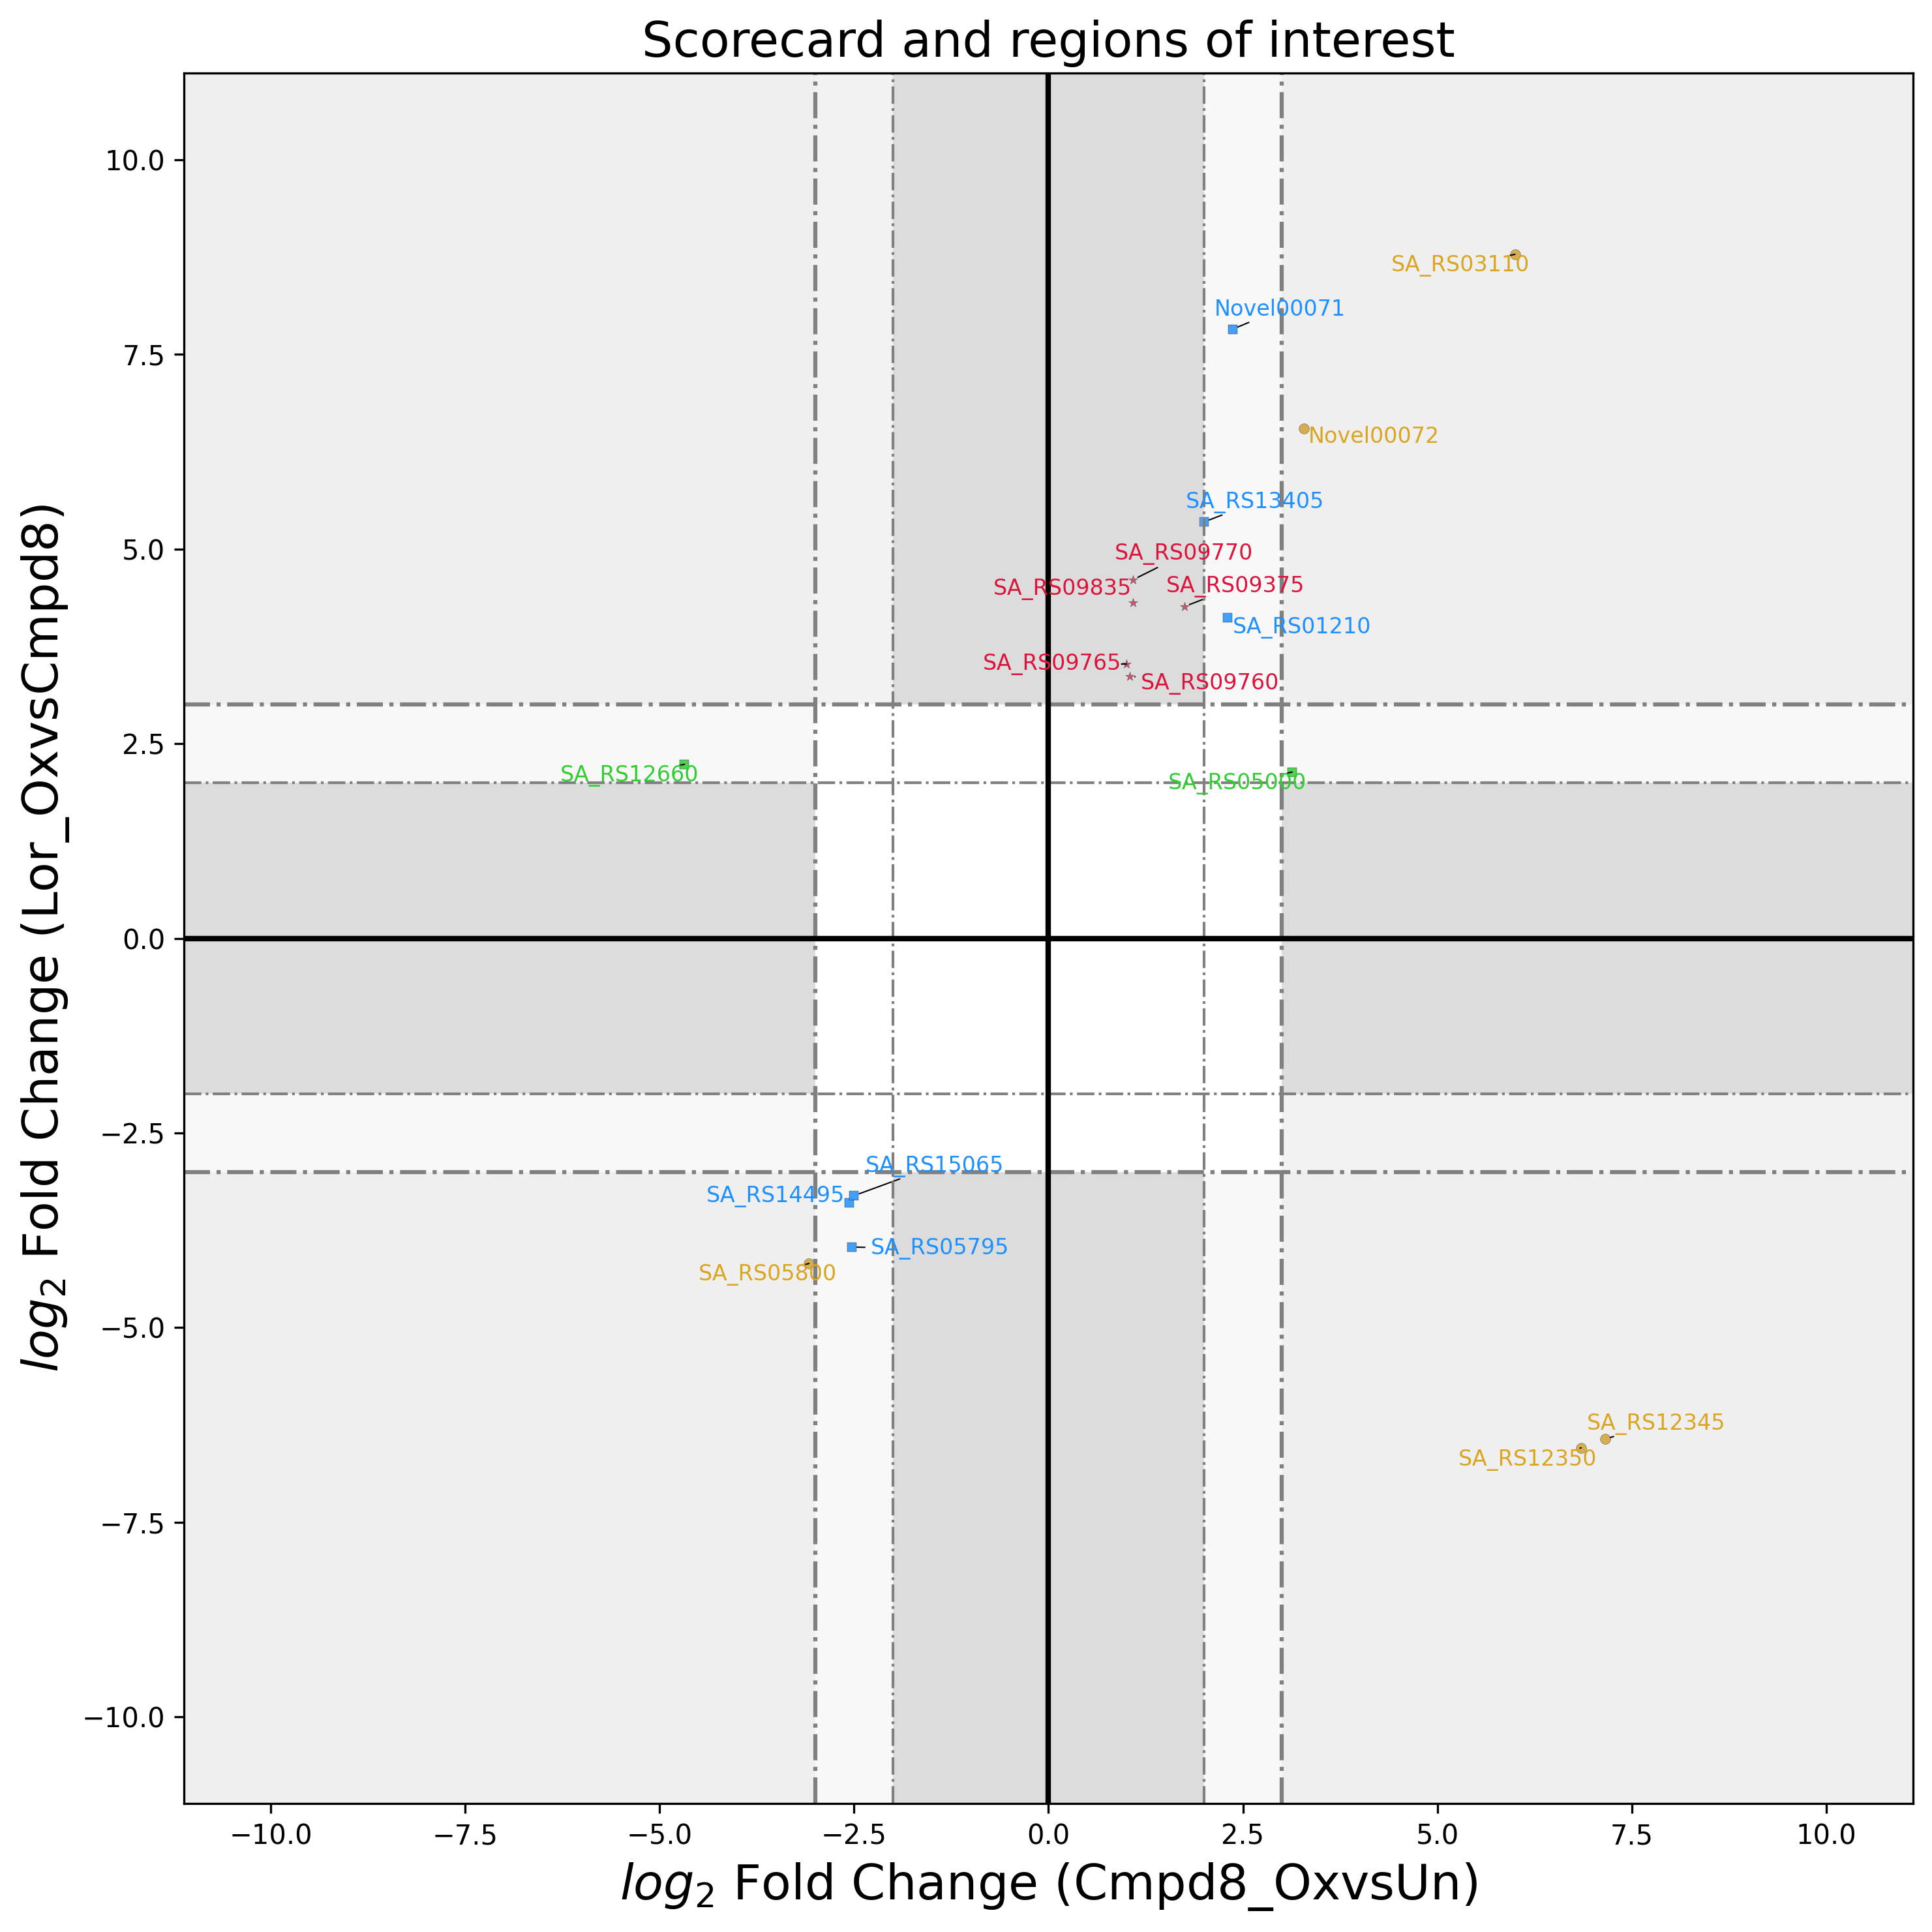 Scorecard and regions of interest
log2 Fold Change (Lor_OxvsCmpd8)
10.0
7.5
5.0
2.5
0.0
−2.5
−5.0
−7.5
−10.0
SA_RS03110
Novel00071
Novel00072
SA_RS13405
SA_RS09770
SA_RS09835
SA_RS09375
SA_RS01210
SA_RS09765
SA_RS09760
SA_RS12660
SA_RS05000
SA_RS15065
SA_RS14495
SA_RS05795
SA_RS05800
SA_RS12345
SA_RS12350
−10.0 −7.5 −5.0 −2.5 0.0 2.5 5.0 7.5 10.0
log2 Fold Change (Cmpd8_OxvsUn)